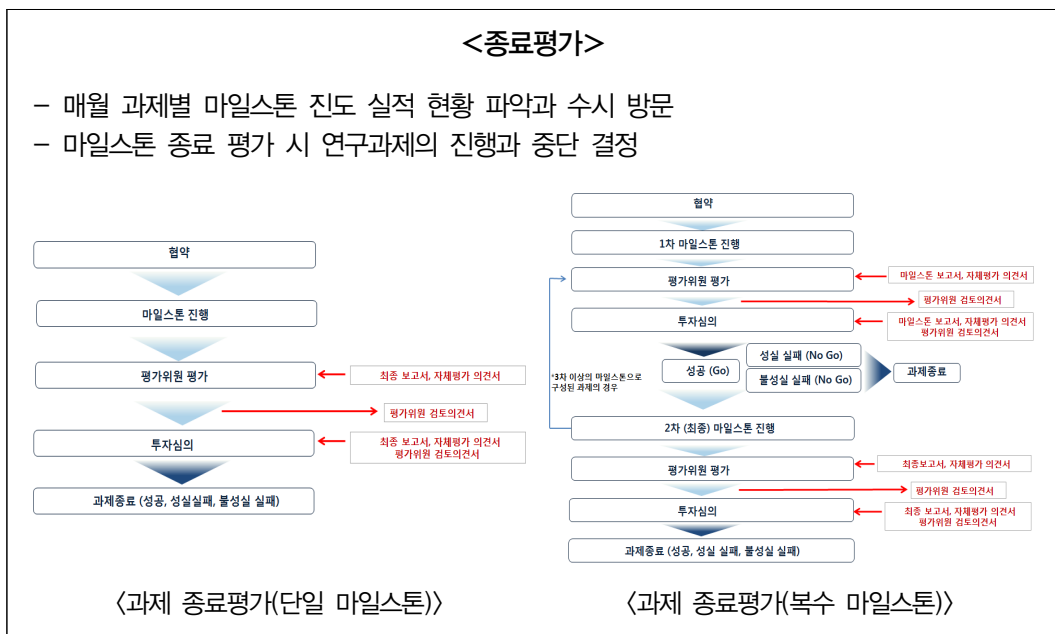 <종료평가>
– 매월 과제별 마일스톤 진도 실적 현황 파악과 수시 방문
– 마일스톤 종료 평가 시 연구과제의 진행과 중단 결정
협약
마일스톤 진행
평가위원 평가
최종 보고서, 자체평가 의견서
평가위원 검토의견서
투자심의
최종 보고서, 자체평가 의견서
평가위원 검토의견서
과제종료 (성공, 성실실패, 불성실 실패)
〈과제 종료평가(단일 마일스톤)〉
협약
1차 마일스톤 진행
평가위원 평가
마일스톤 보고서, 자체평가 의견서
평가위원 검토의견서
투자심의
마일스톤 보고서, 자체평가 의견서
평가위원 검토의견서
*3차 이상의 마일스톤으로
구성된 과제의 경우
성공 (Go)
성실 실패 (No Go)
불성실 실패 (No Go)
과제종료
2차 (최종) 마일스톤 진행
평가위원 평가
최종보고서, 자체평가 의견서
평가위원 검토의견서
투자심의
최종 보고서, 자체평가 의견서
평가위원 검토의견서
과제종료 (성공, 성실 실패, 불성실 실패)
〈과제 종료평가(복수 마일스톤)〉